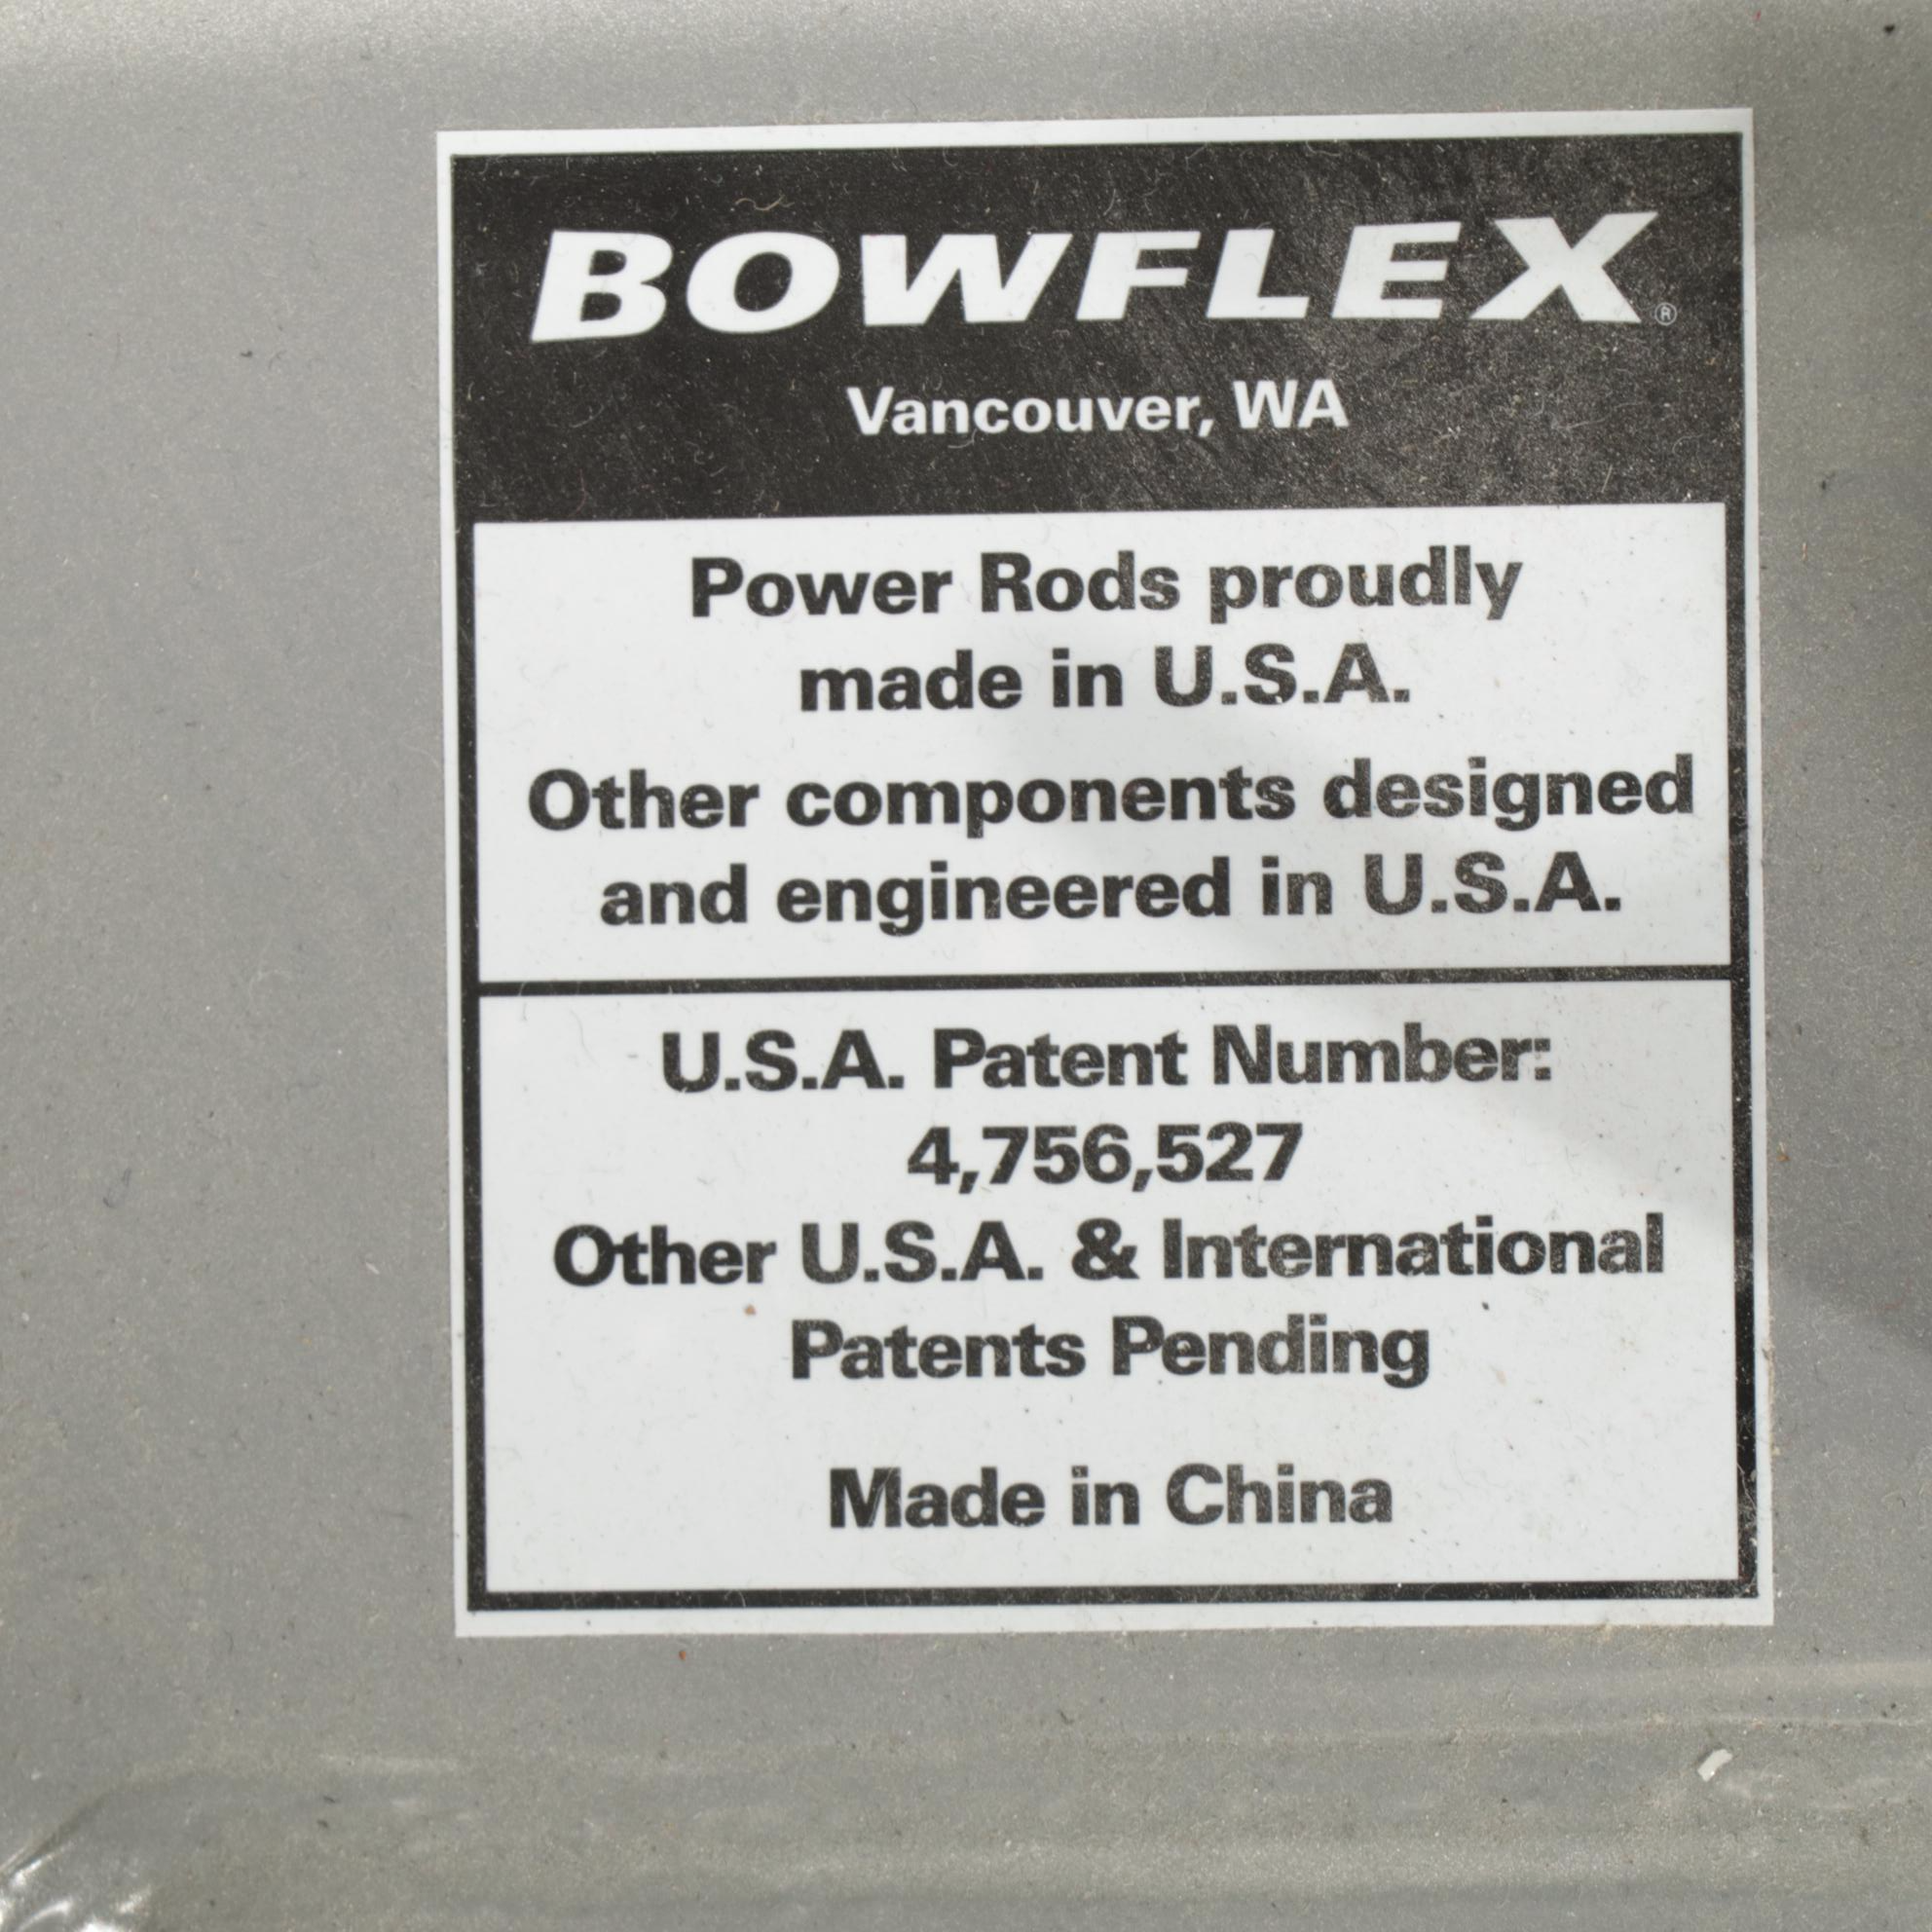 BOWFLEX®
Vancouver, WA
Power Rods proudly
made in U.S.A.
Other components designed
and engineered in U.S.A.
U.S.A. Patent Number:
4,756,527
Other U.S.A. & International
Patents Pending
Made in China